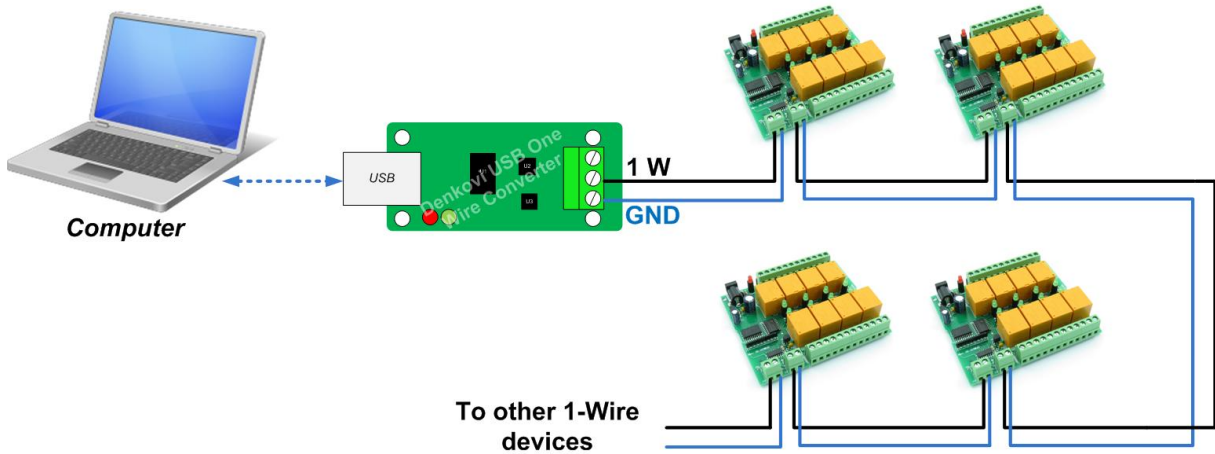 Computer
USB
Denkovi USB One
Wire Converter
U2
U3
1 W
GND
To other 1-Wire
devices